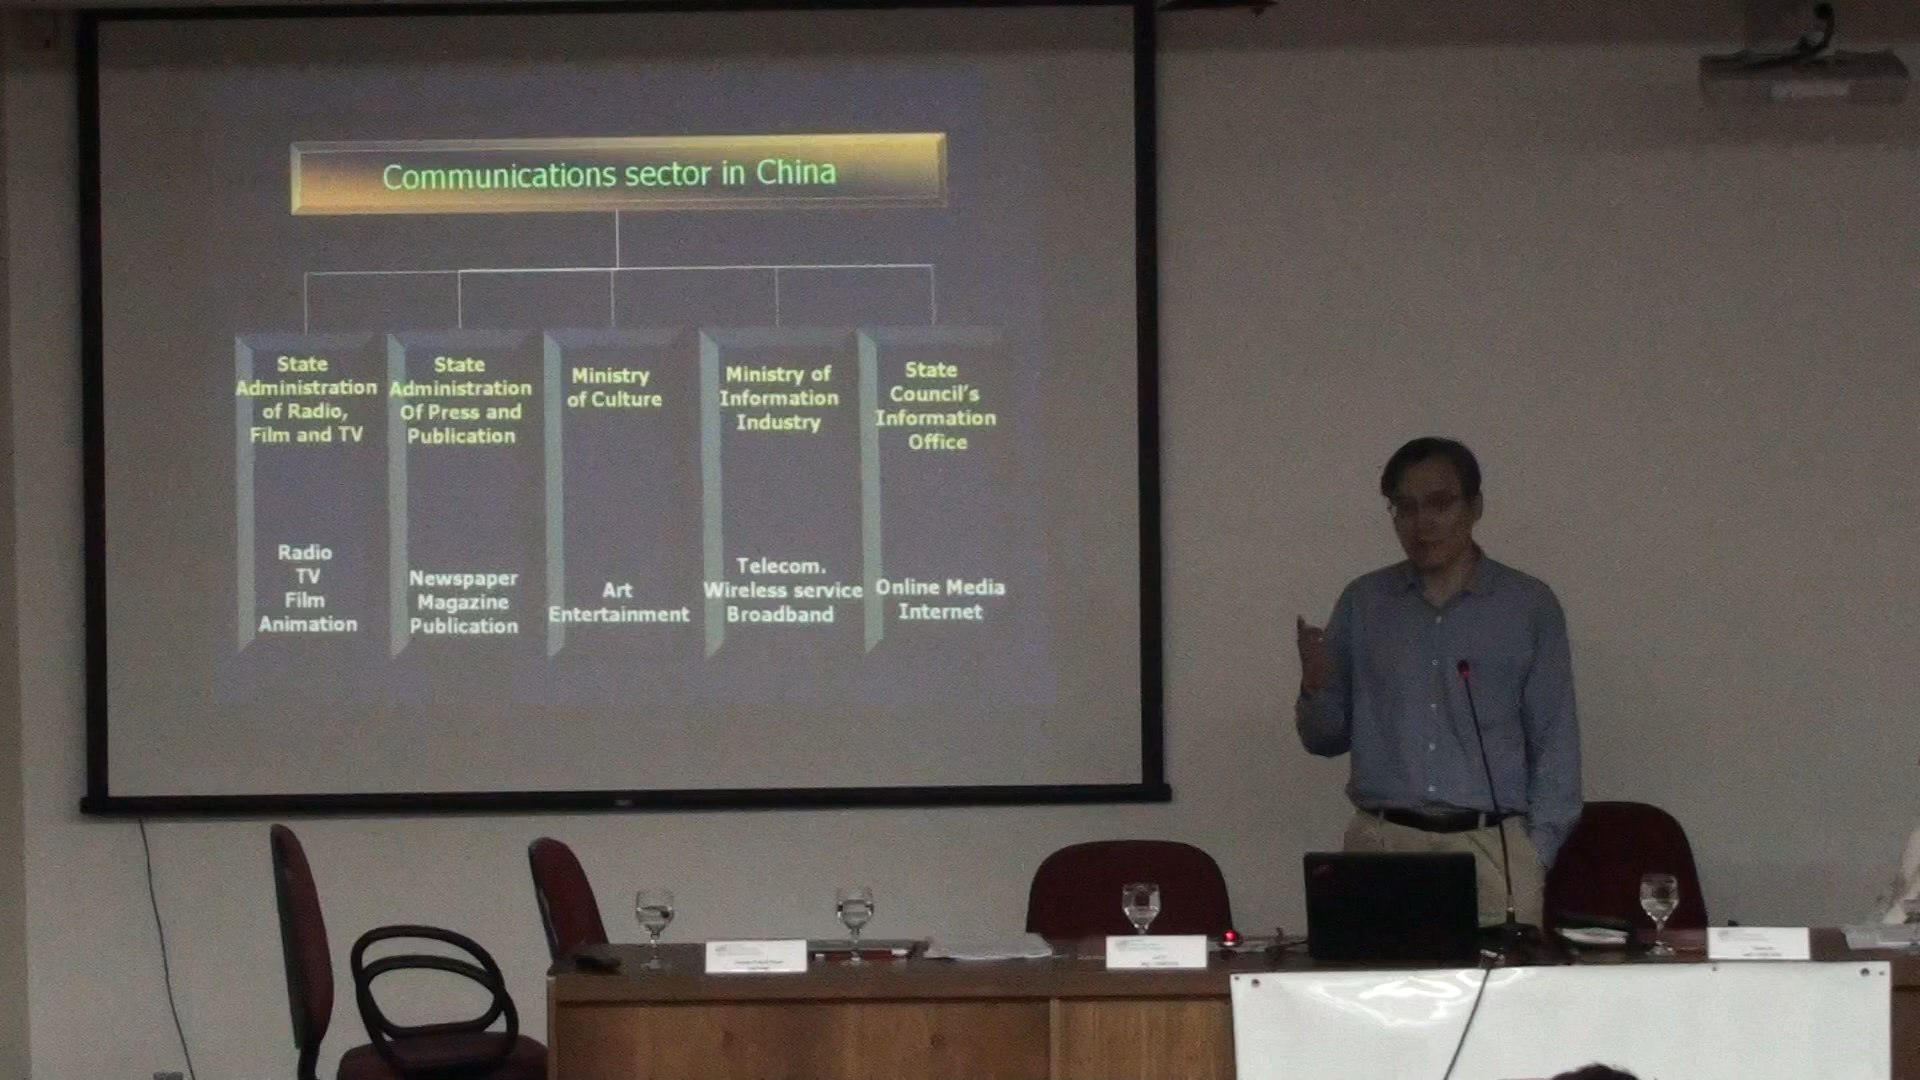 Communications sector in China
State
Administration
of Radio,
Film and TV
State
Administration
Of Press and
Publication
Ministry
of Culture
Ministry of
Information
Industry
State
Council's
Information
Office
Radio
TV
Film
Animation
Newspaper
Magazine
Publication
Art
Entertainment
Telecom.
Wireless service
Broadband
Online Media
Internet